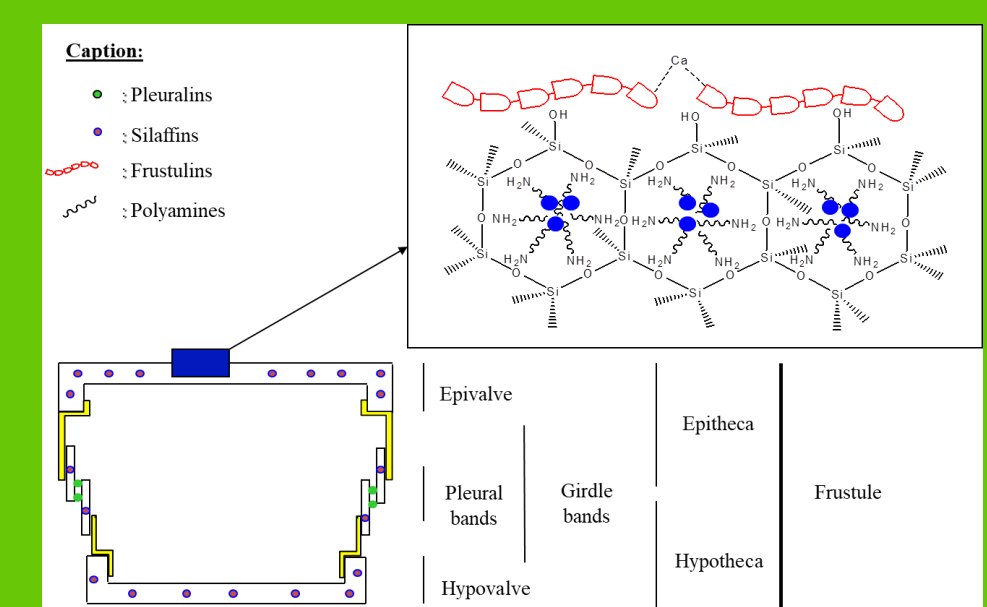 Caption:
; Pleuralins
; Silaffins
; Frustulins
; Polyamines
Ca
OH
HO
OH
Si
Si
Si
O
O
O
O
O
O
Si
Si
Si
Si
H2N
NH2
H2N
NH2
H2N
NH2
O
NH2
NH2
O
H2N
NH2
O
H2N
NH2
O
Si
Si
Si
Si
H2N
NH2
H2N
NH2
H2N
NH2
O
O
O
O
O
O
Si
Si
Si
Epivalve
Epitheca
Pleural
bands
Girdle
bands
Frustule
Hypotheca
Hypovalve